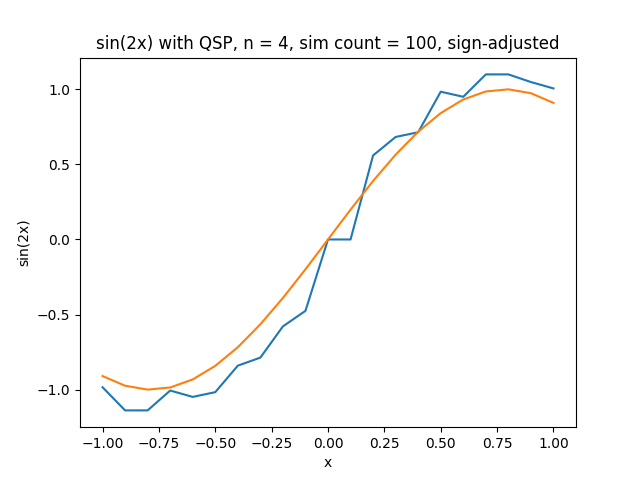 sin(2x) with QSP, n = 4, sim count = 100, sign-adjusted
1.0
0.5
0.0
−0.5
−1.0
sin(2x)
−1.00 −0.75 −0.50 −0.25 0.00 0.25 0.50 0.75 1.00
x